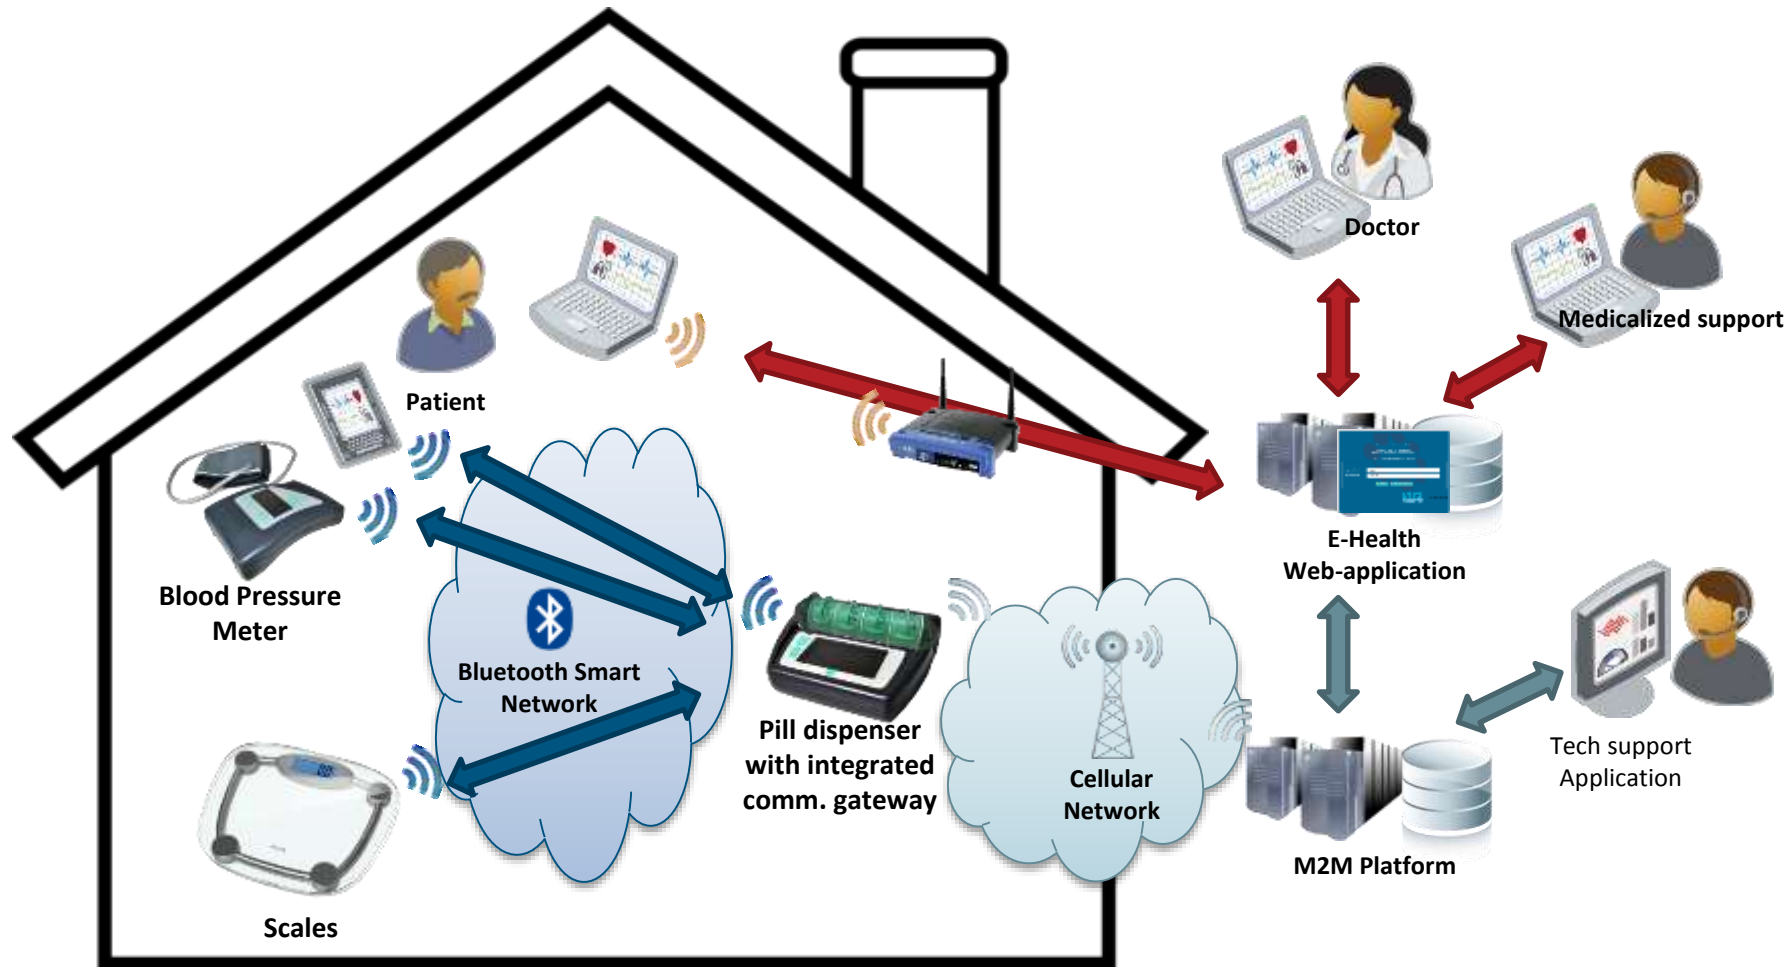 Doctor
Medicalized support
Patient
Blood Pressure
Meter
E-Health
Web-application
Bluetooth Smart
Network
Pill dispenser
with integrated
comm. gateway
Cellular
Network
Tech support
Application
M2M Platform
Scales